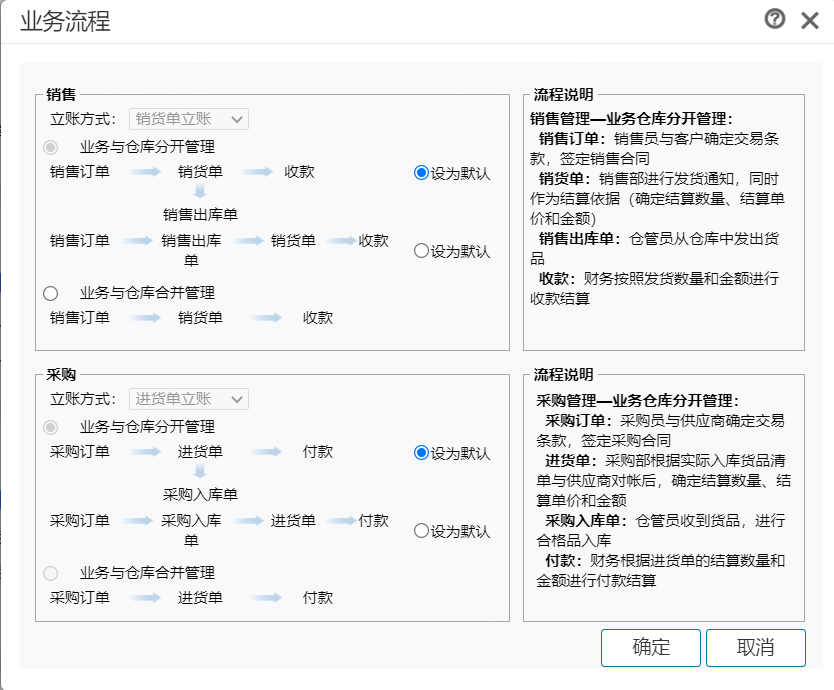 业务流程
销售
立账方式： 销货单立账
业务与仓库分开管理
销售订单 销货单 收款 设为默认
销售出库单
销售订单 销售出库单 销货单 收款 设为默认
业务与仓库合并管理
销售订单 销货单 收款
流程说明
销售管理—业务仓库分开管理：
销售订单：销售员与客户确定交易条
款，签定销售合同
销货单：销售部进行发货通知，同时
作为结算依据（确定结算数量、结算单
价和金额）
销售出库单：仓管员从仓库中发出货
品
收款：财务按照发货数量和金额进行
收款结算
采购
立账方式： 进货单立账
业务与仓库分开管理
采购订单 进货单 付款 设为默认
采购入库单
采购订单 采购入库单 进货单 付款 设为默认
业务与仓库合并管理
采购订单 进货单 付款
流程说明
采购管理—业务仓库分开管理：
采购订单：采购员与供应商确定交易
条款，签定采购合同
进货单：采购部根据实际入库货品清
单与供应商对帐后，确定结算数量、结
算单价和金额
采购入库单：仓管员收到货品，进行
合格品入库
付款：财务根据进货单的结算数量和
金额进行付款结算
确定 取消